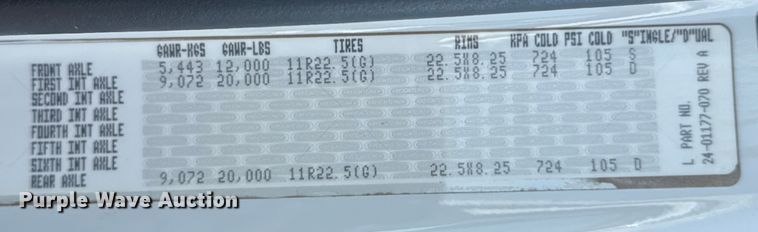 GAWR-KGS GAWR-LBS TIRES RIMS KPA COLD PSI COLD "S"INGLE/"D"UAL
FRONT AXLE 5,443 12,000 11R22.5(G) 22.5X8.25 724 105 S
FIRST INT AXLE 9,072 20,000 11R22.5(G) 22.5X8.25 724 105 D
SECOND INT AXLE
THIRD INT AXLE
FOURTH INT AXLE
FIFTH INT AXLE
SIXTH INT AXLE
REAR AXLE 9,072 20,000 11R22.5(G) 22.5X8.25 724 105 D
L PART NO.
24-01177-070 REV A
Purple Wave Auction